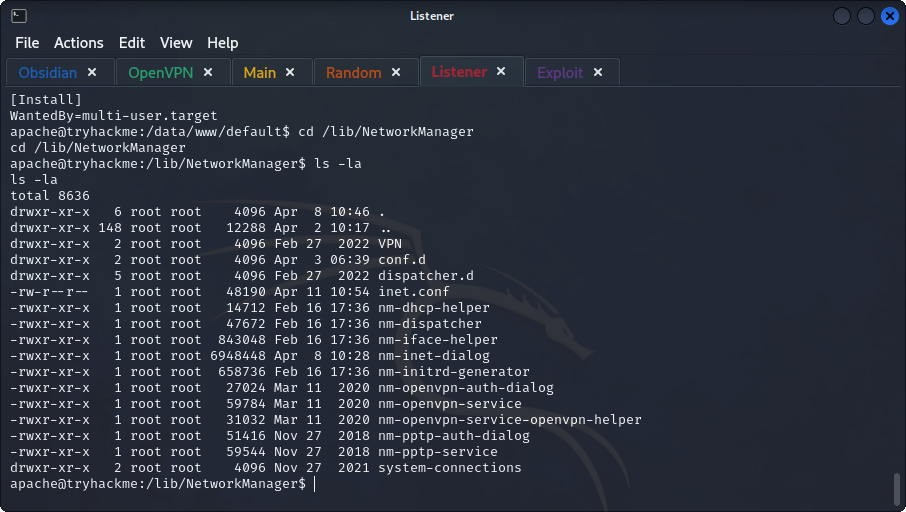 Listener
File Actions Edit View Help
Obsidian × OpenVPN × Main × Random × Listener × Exploit ×
[Install]
WantedBy=multi-user.target
apache@tryhackme:/data/www/default$ cd /lib/NetworkManager
cd /lib/NetworkManager
apache@tryhackme:/lib/NetworkManager$ ls -la
ls -la
total 8636
drwxr-xr-x   6 root root    4096 Apr  8 10:46 .
drwxr-xr-x 148 root root   12288 Apr  2 10:17 ..
drwxr-xr-x   2 root root    4096 Feb 27  2022 VPN
drwxr-xr-x   2 root root    4096 Apr  3 06:39 conf.d
drwxr-xr-x   5 root root    4096 Feb 27  2022 dispatcher.d
-rw-r--r--   1 root root   48190 Apr 11 10:54 inet.conf
-rwxr-xr-x   1 root root   14712 Feb 16 17:36 nm-dhcp-helper
-rwxr-xr-x   1 root root   47672 Feb 16 17:36 nm-dispatcher
-rwxr-xr-x   1 root root  843048 Feb 16 17:36 nm-iface-helper
-rwxr-xr-x   1 root root 6948448 Apr  8 10:28 nm-inet-dialog
-rwxr-xr-x   1 root root  658736 Feb 16 17:36 nm-initrd-generator
-rwxr-xr-x   1 root root   27024 Mar 11  2020 nm-openvpn-auth-dialog
-rwxr-xr-x   1 root root   59784 Mar 11  2020 nm-openvpn-service
-rwxr-xr-x   1 root root   31032 Mar 11  2020 nm-openvpn-service-openvpn-helper
-rwxr-xr-x   1 root root   51416 Nov 27  2018 nm-pptp-auth-dialog
-rwxr-xr-x   1 root root   59544 Nov 27  2018 nm-pptp-service
drwxr-xr-x   2 root root    4096 Nov 27  2021 system-connections
apache@tryhackme:/lib/NetworkManager$